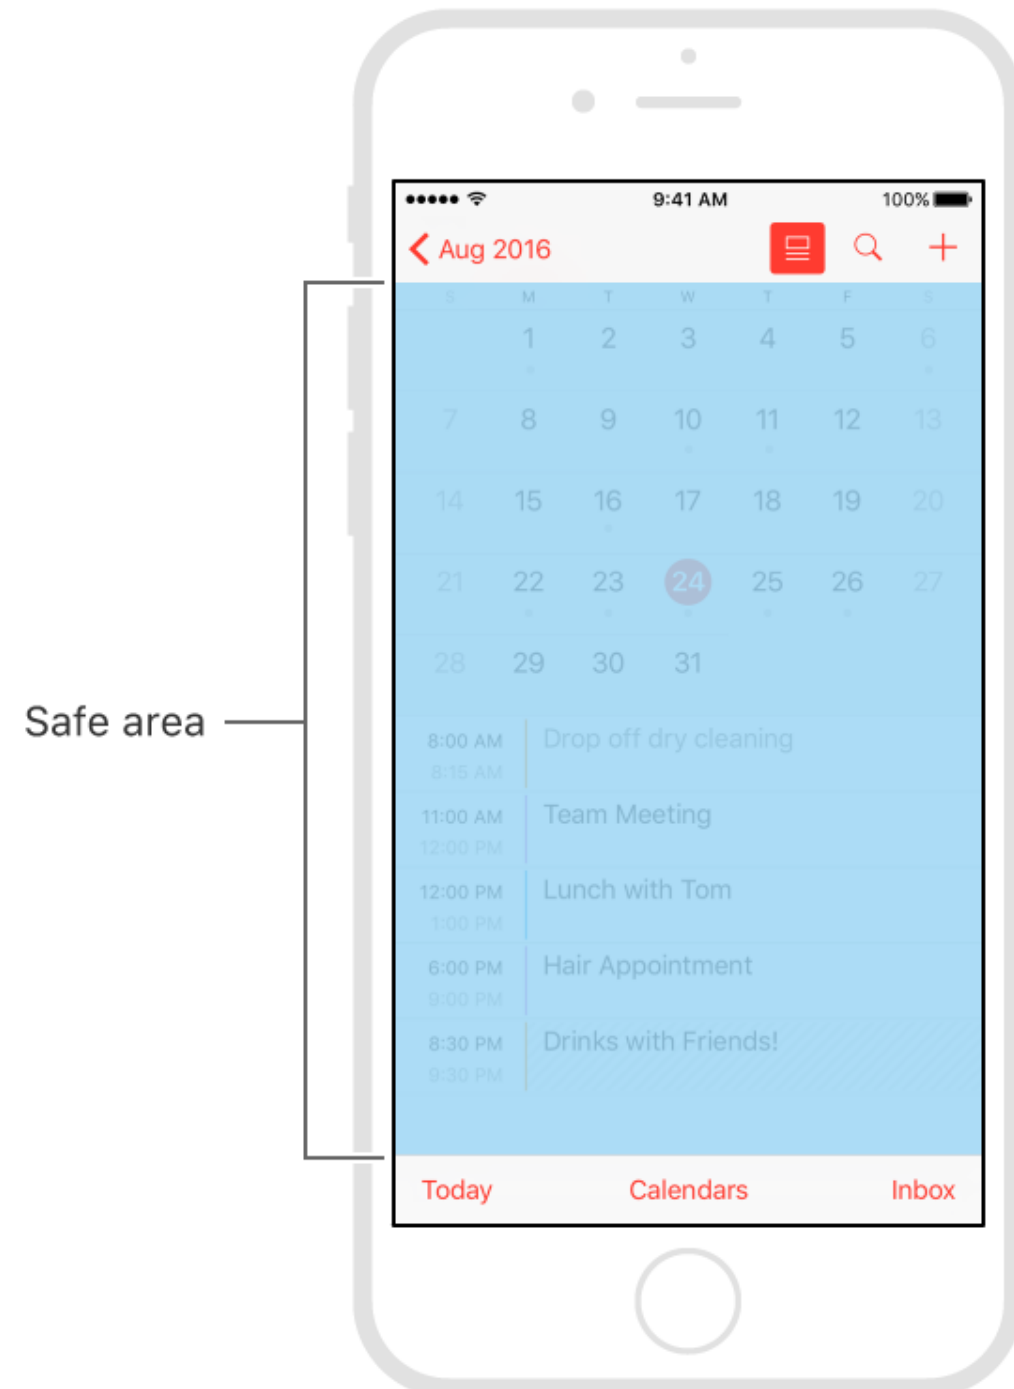 9:41 AM 100%
Aug 2016
S M T W T F S
1 2 3 4 5 6
7 8 9 10 11 12 13
14 15 16 17 18 19 20
21 22 23 24 25 26 27
28 29 30 31
Safe area
8:00 AM Drop off dry cleaning
8:15 AM
11:00 AM Team Meeting
12:00 PM
12:00 PM Lunch with Tom
1:00 PM
6:00 PM Hair Appointment
9:00 PM
8:30 PM Drinks with Friends!
9:30 PM
Today Calendars Inbox